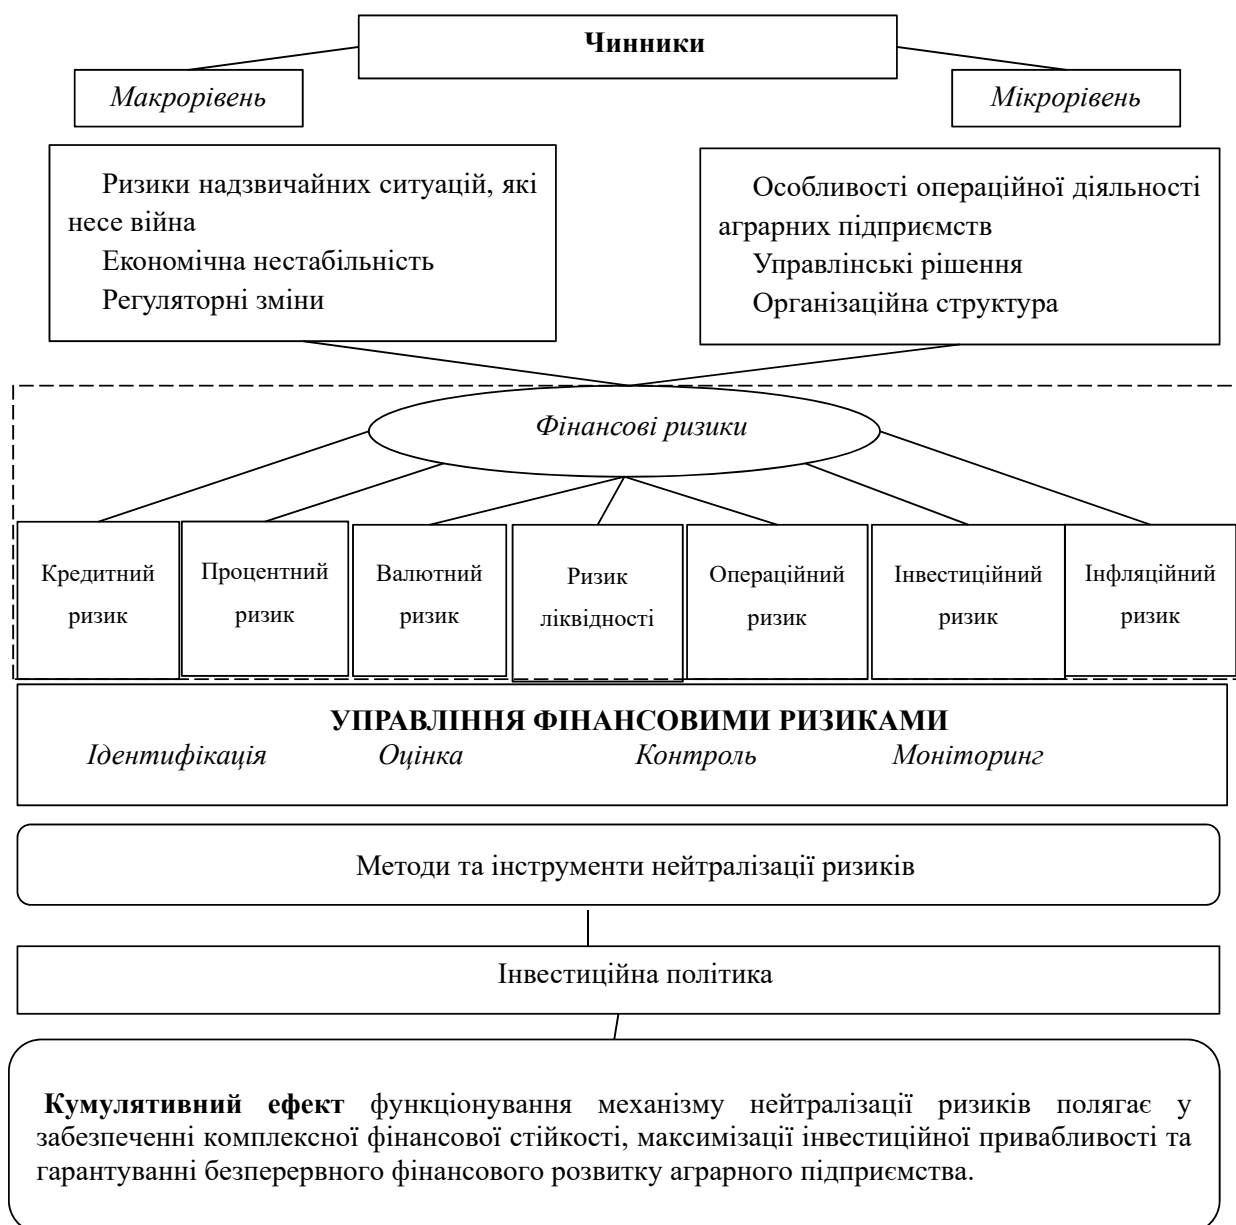 Чинники
Макрорівень
Мікрорівень
Ризики надзвичайних ситуацій, які
несе війна
Економічна нестабільність
Регуляторні зміни
Особливості операційної діяльності
аграрних підприємств
Управлінські рішення
Організаційна структура
Фінансові ризики
Кредитний
ризик
Процентний
ризик
Валютний
ризик
Ризик
ліквідності
Операційний
ризик
Інвестиційний
ризик
Інфляційний
ризик
УПРАВЛІННЯ ФІНАНСОВИМИ РИЗИКАМИ
Ідентифікація Оцінка Контроль Моніторинг
Методи та інструменти нейтралізації ризиків
Інвестиційна політика
Кумулятивний ефект функціонування механізму нейтралізації ризиків полягає у
забезпеченні комплексної фінансової стійкості, максимізації інвестиційної привабливості та
гарантуванні безперервного фінансового розвитку аграрного підприємства.